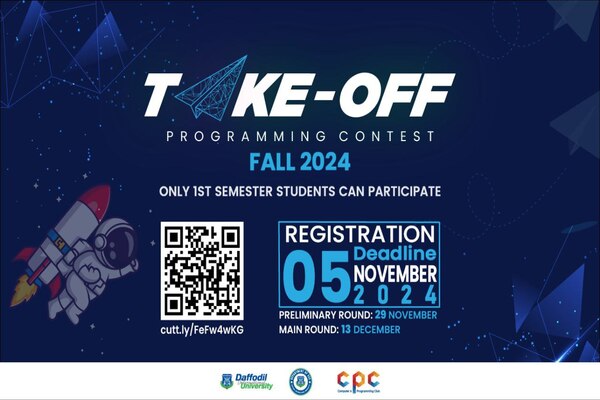 TAKE-OFF
PROGRAMMING CONTEST
FALL 2024
ONLY 1ST SEMESTER STUDENTS CAN PARTICIPATE
cutt.ly/FeFw4wKG
REGISTRATION
05 Deadline
NOVEMBER
2024
PRELIMINARY ROUND: 29 NOVEMBER
MAIN ROUND: 13 DECEMBER
Daffodil
University
cpc